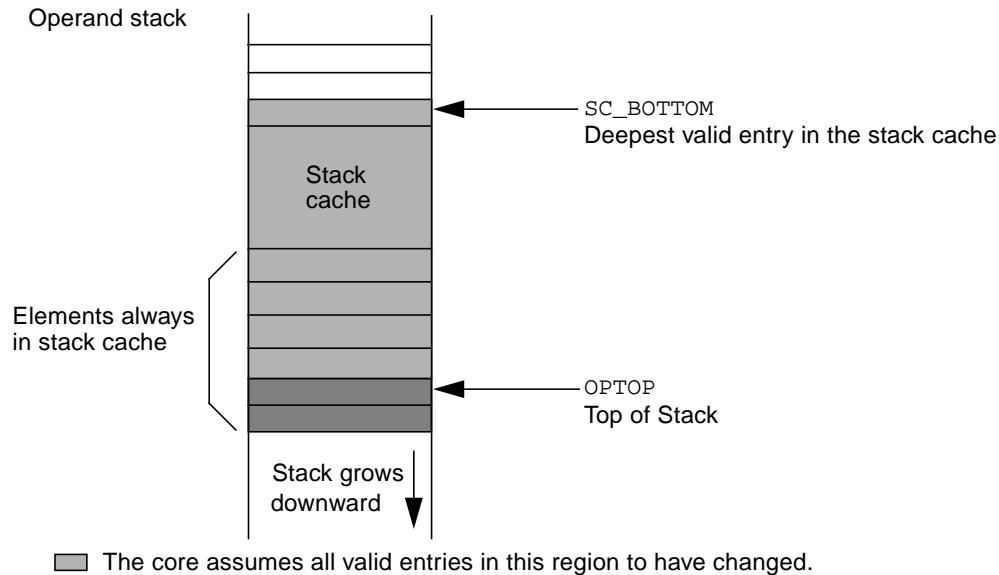 Operand stack
SC_BOTTOM
Deepest valid entry in the stack cache
Stack
cache
Elements always
in stack cache
OPTOP
Top of Stack
Stack grows
downward
The core assumes all valid entries in this region to have changed.